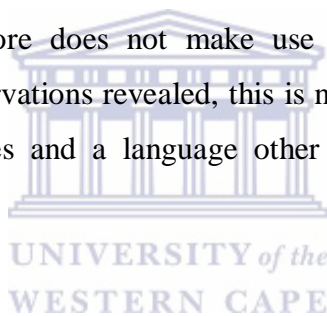 ore does not make use
rvations revealed, this is n
es and a language other
UNIVERSITY of the
WESTERN CAPE